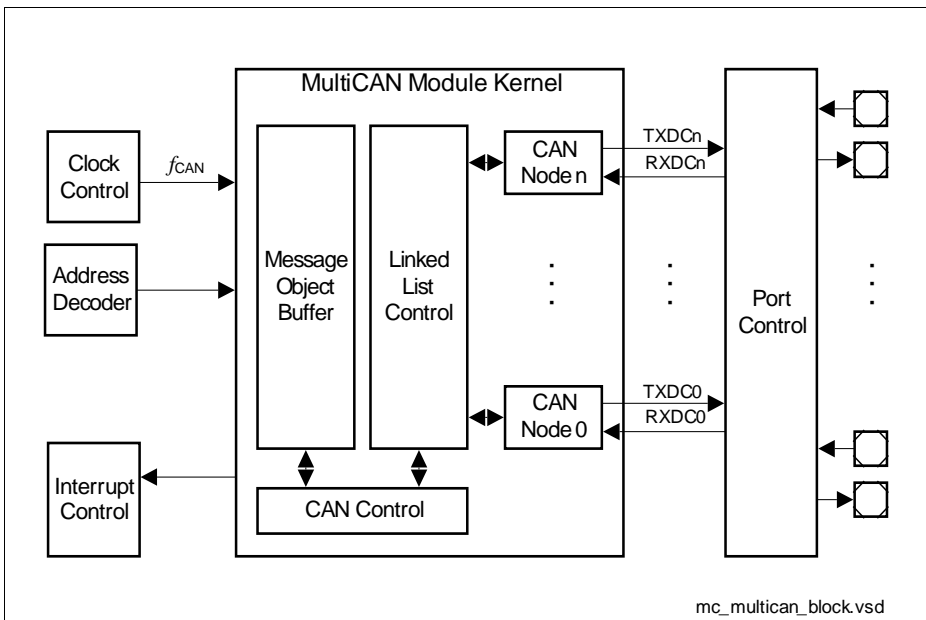 MultiCAN Module Kernel
Clock
Control
fCAN
Address
Decoder
Interrupt
Control
Message
Object
Buffer
Linked
List
Control
CAN Control
CAN
Node n
CAN
Node 0
TXDCn
RXDCn
TXDC0
RXDC0
Port
Control
mc_multican_block.vsd